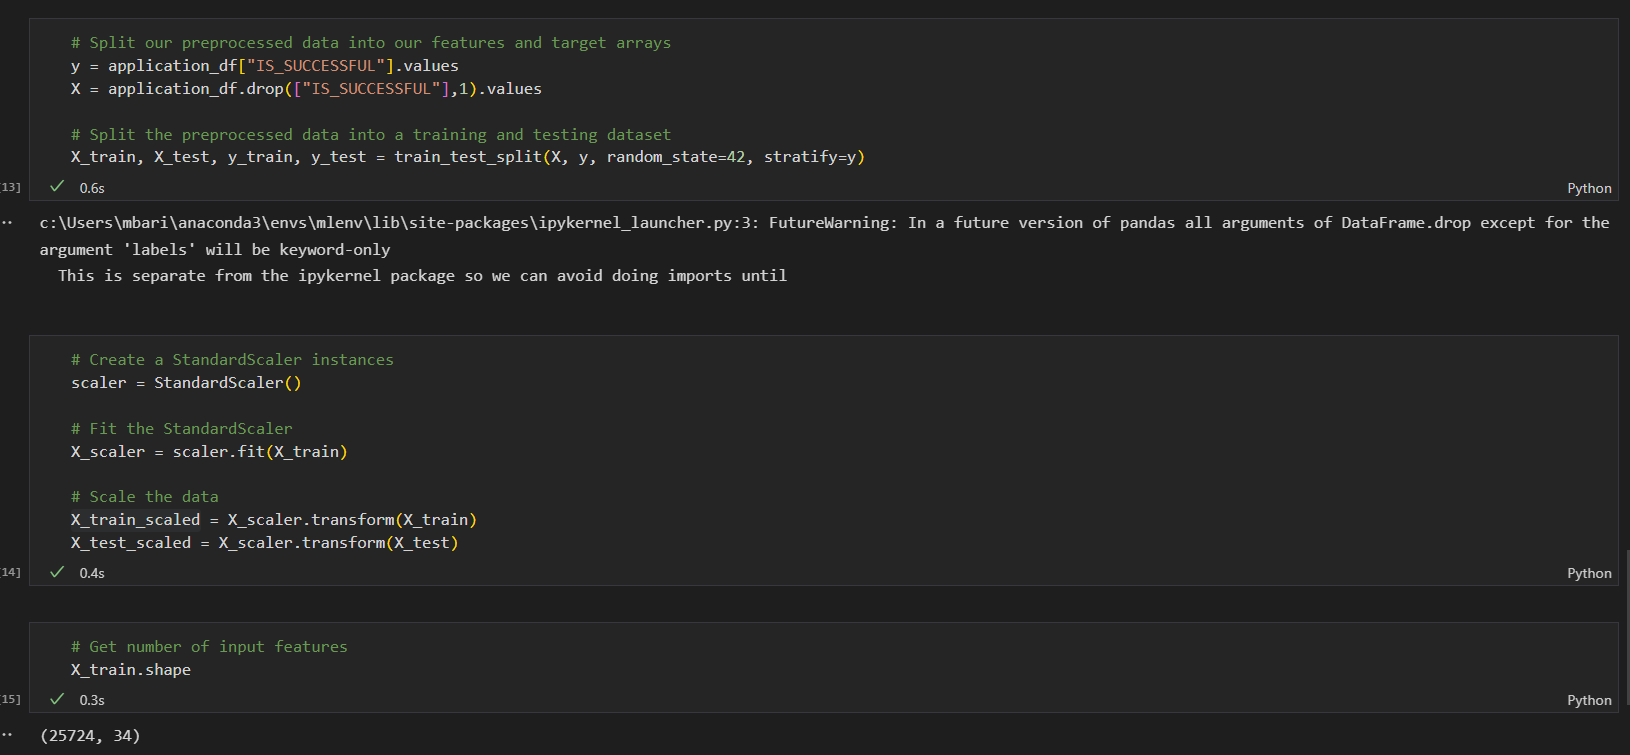 # Split our preprocessed data into our features and target arrays
y = application_df["IS_SUCCESSFUL"].values
X = application_df.drop(["IS_SUCCESSFUL"],1).values
# Split the preprocessed data into a training and testing dataset
X_train, X_test, y_train, y_test = train_test_split(X, y, random_state=42, stratify=y)
13] ✓ 0.6s Python
c:\Users\mbari\anaconda3\envs\mlenv\lib\site-packages\ipykernel_launcher.py:3: FutureWarning: In a future version of pandas all arguments of DataFrame.drop except for the
argument 'labels' will be keyword-only
This is separate from the ipykernel package so we can avoid doing imports until
# Create a StandardScaler instances
scaler = StandardScaler()
# Fit the StandardScaler
X_scaler = scaler.fit(X_train)
# Scale the data
X_train_scaled = X_scaler.transform(X_train)
X_test_scaled = X_scaler.transform(X_test)
14] ✓ 0.4s Python
# Get number of input features
X_train.shape
15] ✓ 0.3s Python
(25724, 34)